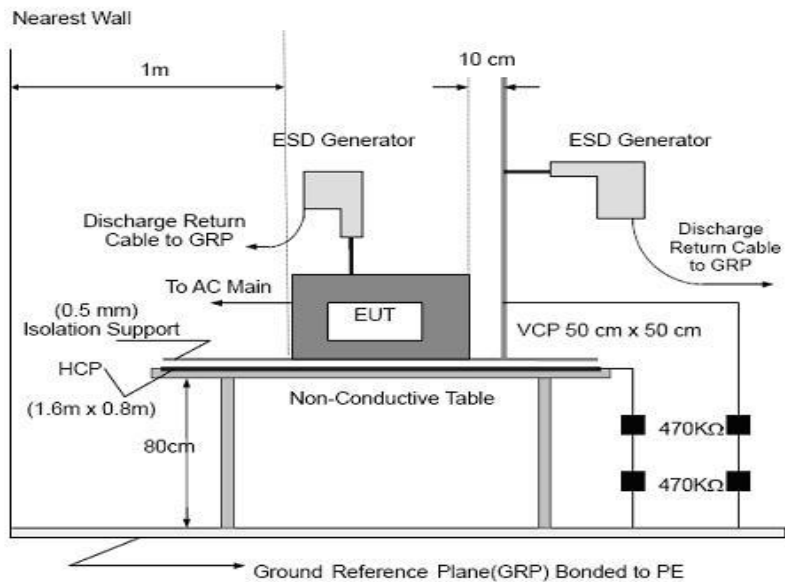 Nearest Wall
1m
10 cm
ESD Generator
ESD Generator
Discharge Return
Cable to GRP
Discharge
Return Cable
to GRP
To AC Main
(0.5 mm)
Isolation Support
EUT
VCP 50 cm x 50 cm
HCP
(1.6m x 0.8m)
Non-Conductive Table
80cm
470KΩ
470KΩ
Ground Reference Plane(GRP) Bonded to PE